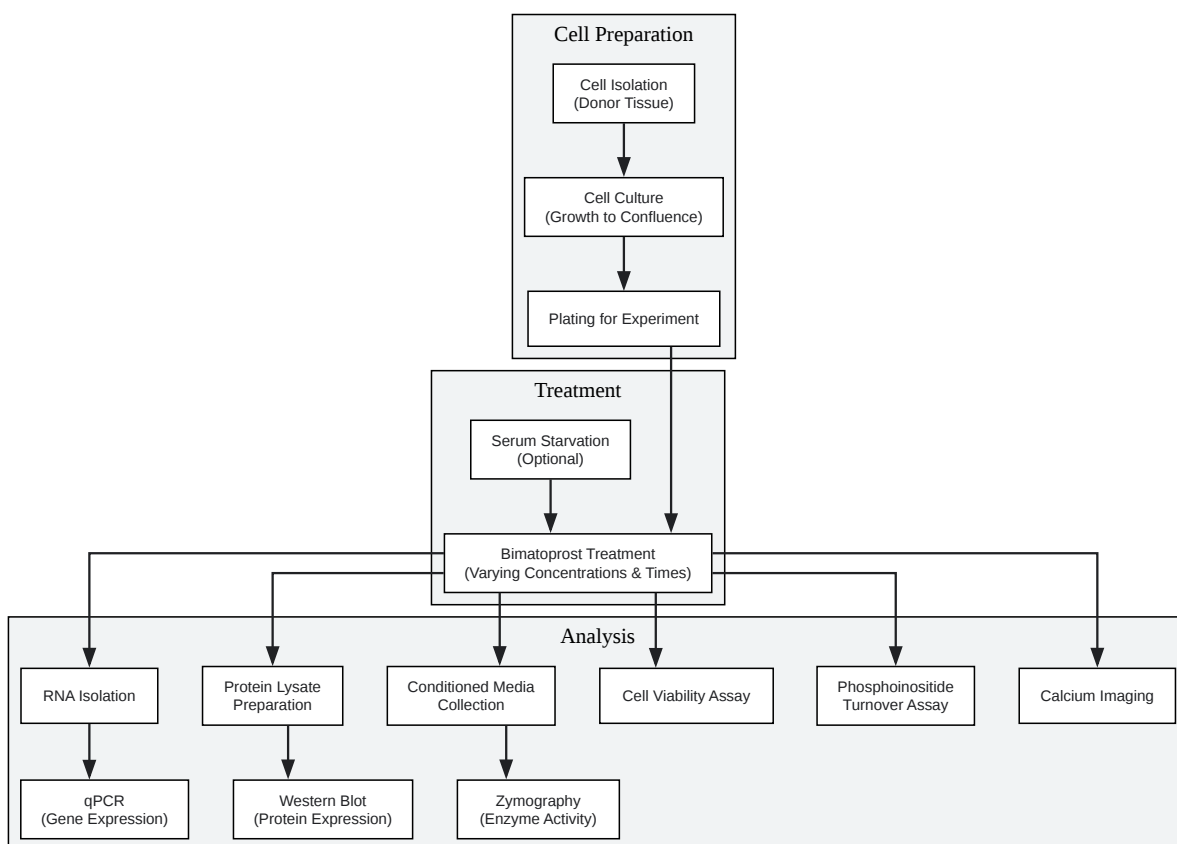 Cell Preparation
Cell Isolation
(Donor Tissue)
Cell Culture
(Growth to Confluence)
Plating for Experiment
Treatment
Serum Starvation
(Optional)
Bimatoprost Treatment
(Varying Concentrations & Times)
Analysis
RNA Isolation
Protein Lysate
Preparation
Conditioned Media
Collection
Cell Viability Assay
Phosphoinositide
Turnover Assay
Calcium Imaging
qPCR
(Gene Expression)
Western Blot
(Protein Expression)
Zymography
(Enzyme Activity)